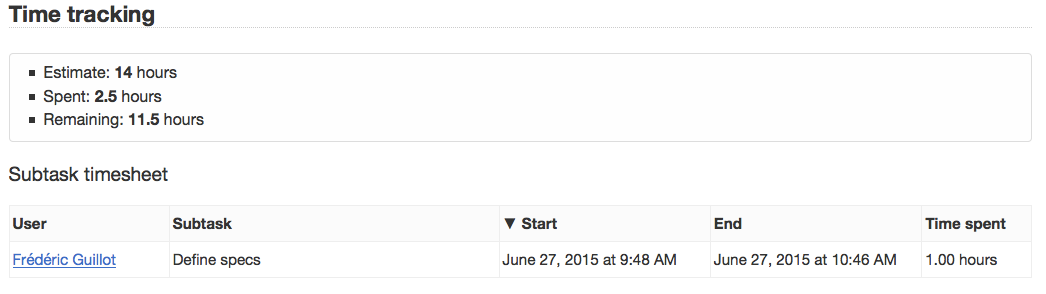 Time tracking
Estimate: 14 hours
Spent: 2.5 hours
Remaining: 11.5 hours
Subtask timesheet
User Subtask ▼ Start End Time spent
Frédéric Guillot Define specs June 27, 2015 at 9:48 AM June 27, 2015 at 10:46 AM 1.00 hours